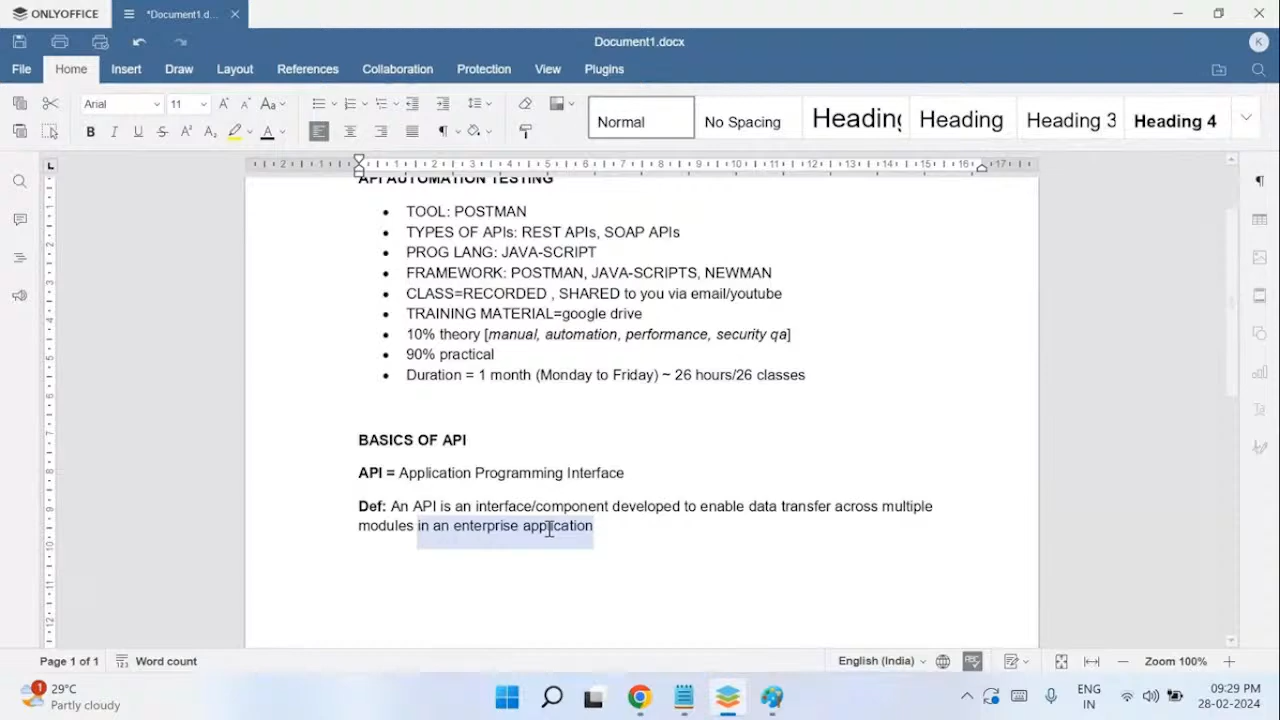 ONLYOFFICE
*Document1.d...
Document1.docx
K
File Home Insert Draw Layout References Collaboration Protection View Plugins
Arial 11
Normal No Spacing Heading Heading Heading 3 Heading 4
API AUTOMATION TESTING
• TOOL: POSTMAN
• TYPES OF APIs: REST APIs, SOAP APIs
• PROG LANG: JAVA-SCRIPT
• FRAMEWORK: POSTMAN, JAVA-SCRIPTS, NEWMAN
• CLASS=RECORDED , SHARED to you via email/youtube
• TRAINING MATERIAL=google drive
• 10% theory [manual, automation, performance, security qa]
• 90% practical
• Duration = 1 month (Monday to Friday) ~ 26 hours/26 classes
BASICS OF API
API = Application Programming Interface
Def: An API is an interface/component developed to enable data transfer across multiple
modules in an enterprise application
Page 1 of 1 Word count English (India) Zoom 100%
1 29°C
Partly cloudy
ENG
IN
09:29 PM
28-02-2024